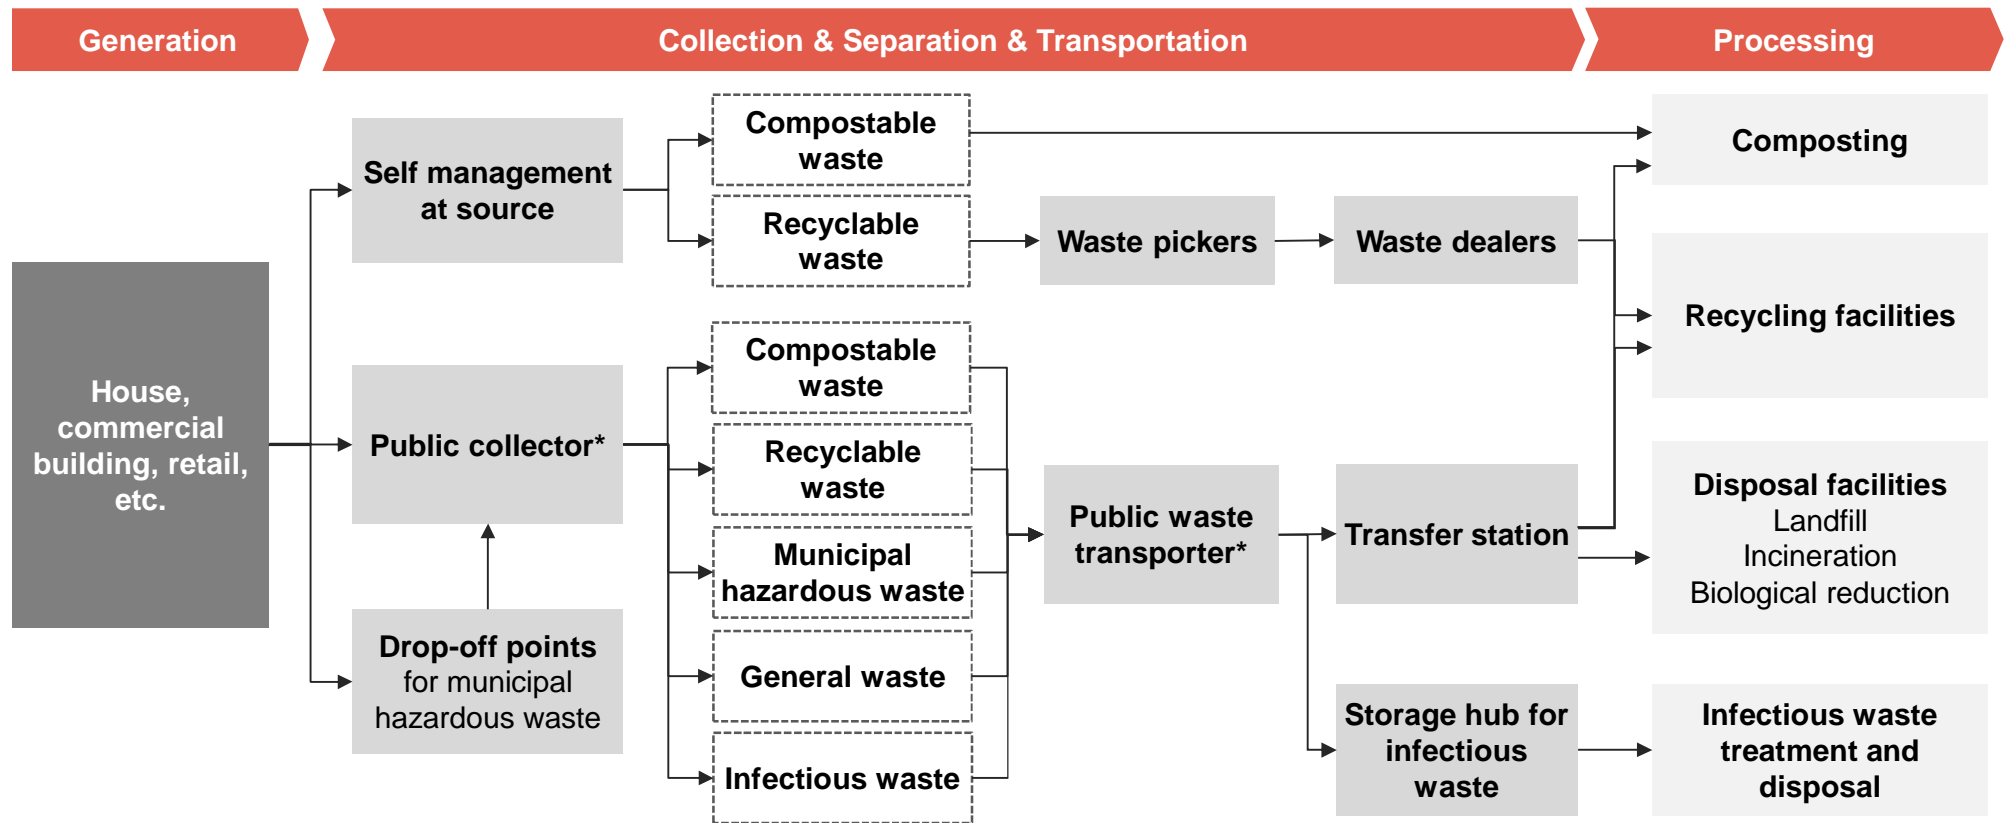 Generation
Collection & Separation & Transportation
Processing
House,
commercial
building, retail,
etc.
Self management
at source
Public collector*
Drop-off points
for municipal
hazardous waste
Compostable
waste
Recyclable
waste
Compostable
waste
Recyclable
waste
Municipal
hazardous waste
General waste
Infectious waste
Waste pickers
Waste dealers
Public waste
transporter*
Transfer station
Storage hub for
infectious
waste
Composting
Recycling facilities
Disposal facilities
Landfill
Incineration
Biological reduction
Infectious waste
treatment and
disposal